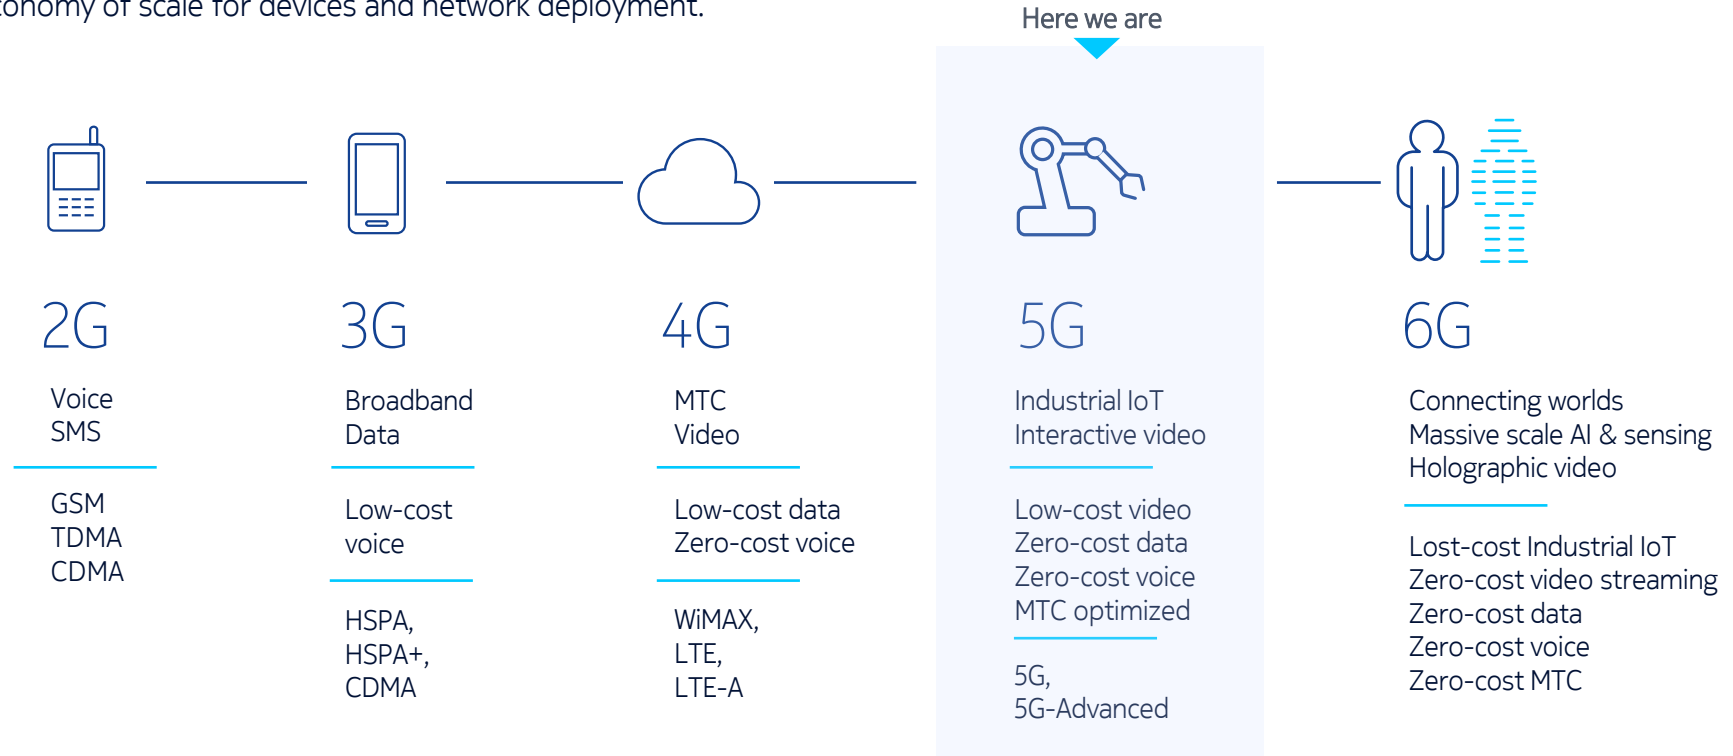 onomy of scale for devices and network deployment.
Here we are
2G
Voice
SMS
GSM
TDMA
CDMA
3G
Broadband
Data
Low-cost
voice
HSPA,
HSPA+,
CDMA
4G
MTC
Video
Low-cost data
Zero-cost voice
WiMAX,
LTE,
LTE-A
5G
Industrial IoT
Interactive video
Low-cost video
Zero-cost data
Zero-cost voice
MTC optimized
5G,
5G-Advanced
6G
Connecting worlds
Massive scale AI & sensing
Holographic video
Lost-cost Industrial IoT
Zero-cost video streaming
Zero-cost data
Zero-cost voice
Zero-cost MTC